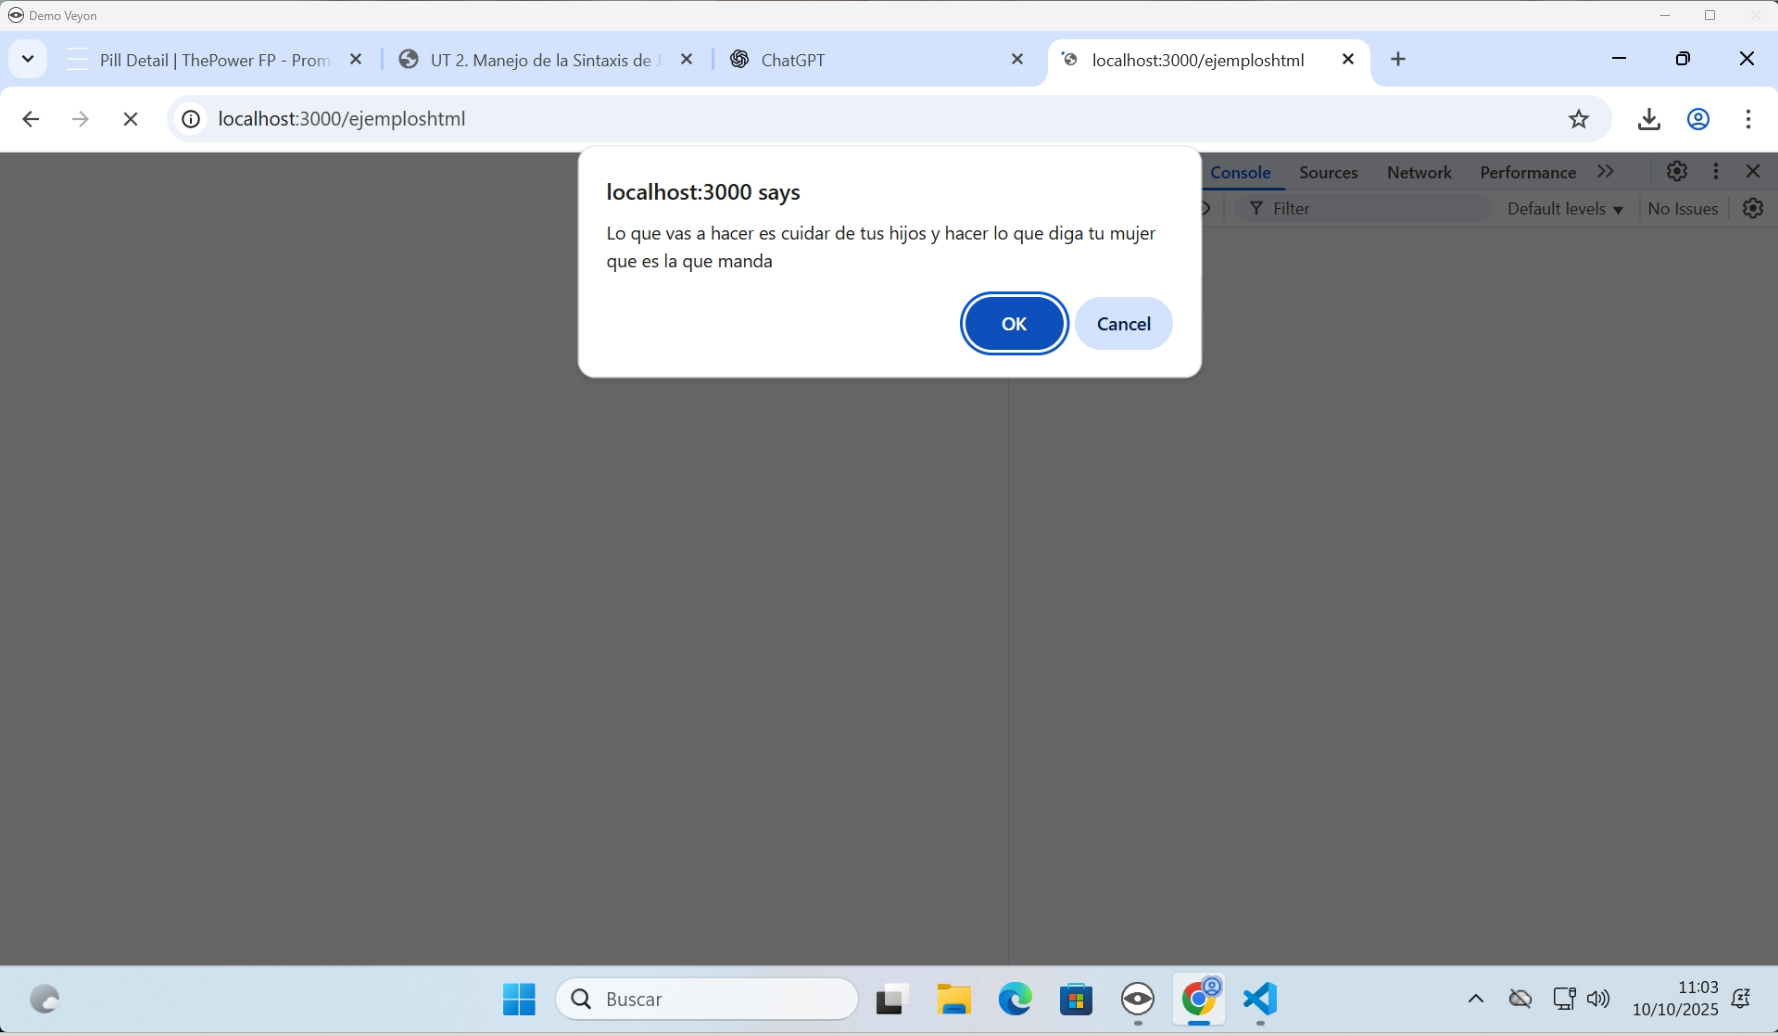 Demo Veyon
Pill Detail | ThePower FP - Prom
UT 2. Manejo de la Sintaxis de J
ChatGPT
localhost:3000/ejemploshtml
localhost:3000/ejemploshtml
Console Sources Network Performance
Filter Default levels No Issues
localhost:3000 says
Lo que vas a hacer es cuidar de tus hijos y hacer lo que diga tu mujer
que es la que manda
OK Cancel
Buscar
11:03
10/10/2025